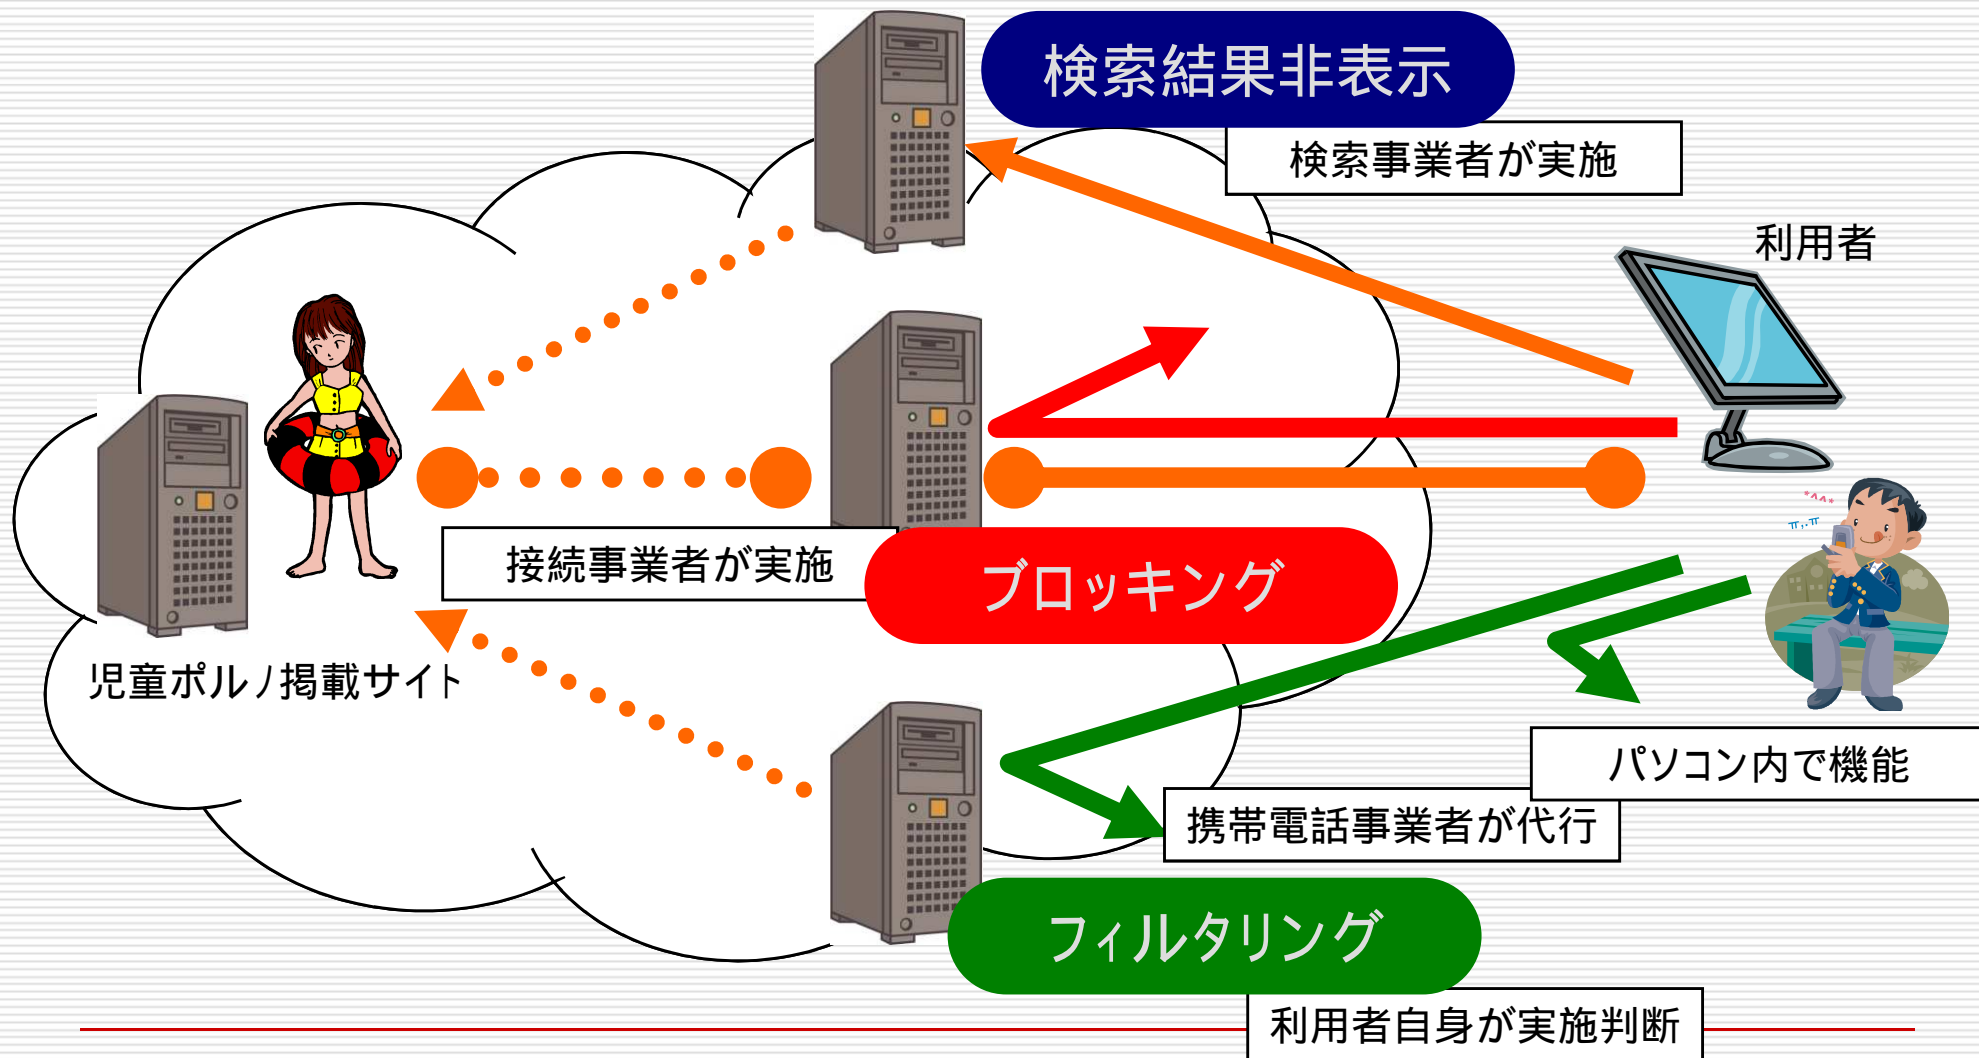 検索結果非表示
検索事業者が実施
利用者
接続事業者が実施
ブロッキング
児童ポルノ掲載サイト
パソコン内で機能
携帯電話事業者が代行
フィルタリング
利用者自身が実施判断